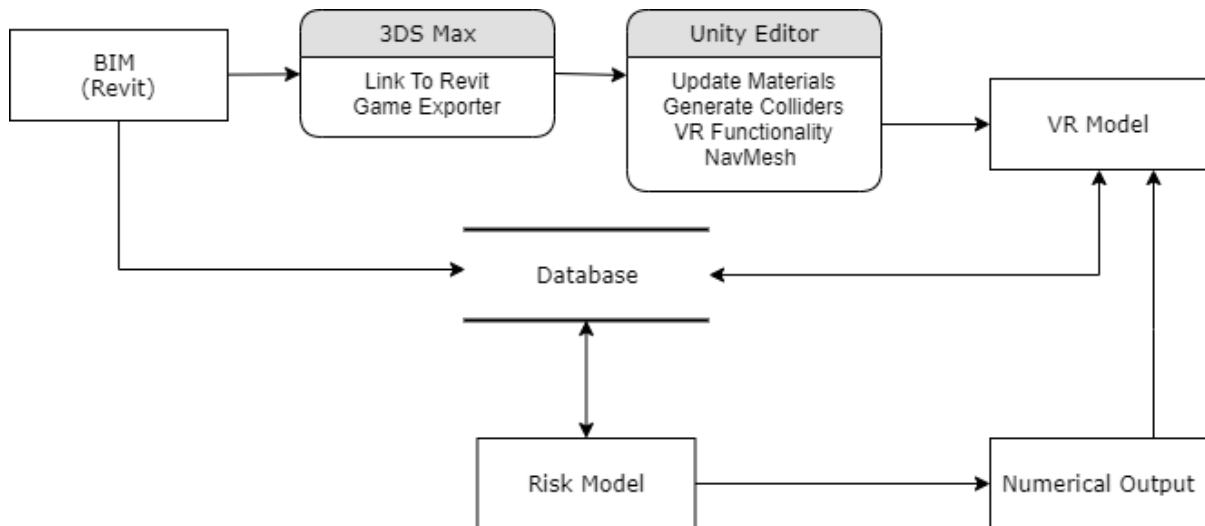 BIM
(Revit)
3DS Max
Link To Revit
Game Exporter
Unity Editor
Update Materials
Generate Colliders
VR Functionality
NavMesh
VR Model
Database
Risk Model
Numerical Output